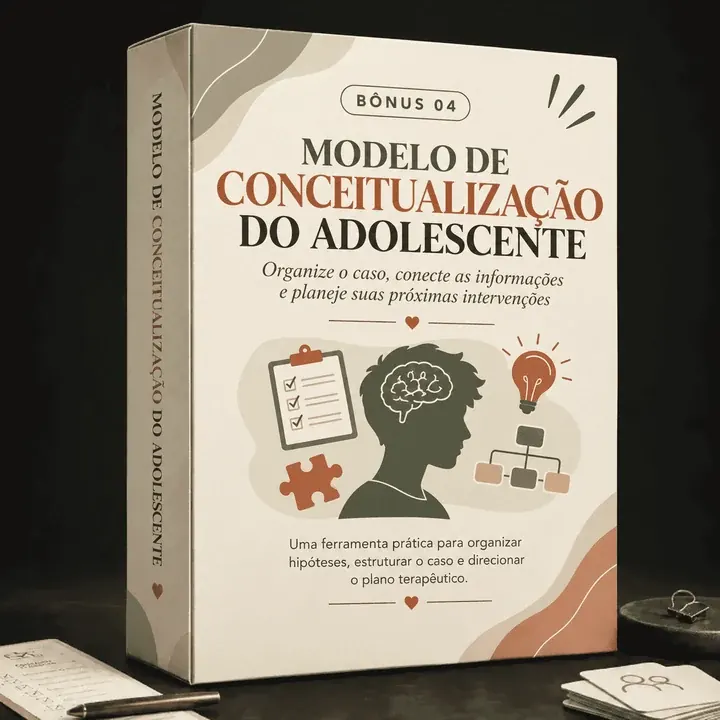 BÔNUS 04
MODELO DE
CONCEITUALIZAÇÃO
DO ADOLESCENTE
Organize o caso, conecte as informações
e planeje suas próximas intervenções
Uma ferramenta prática para organizar
hipóteses, estruturar o caso e direcionar
o plano terapêutico.
MODELO DE CONCEITUALIZAÇÃO DO ADOLESCENTE